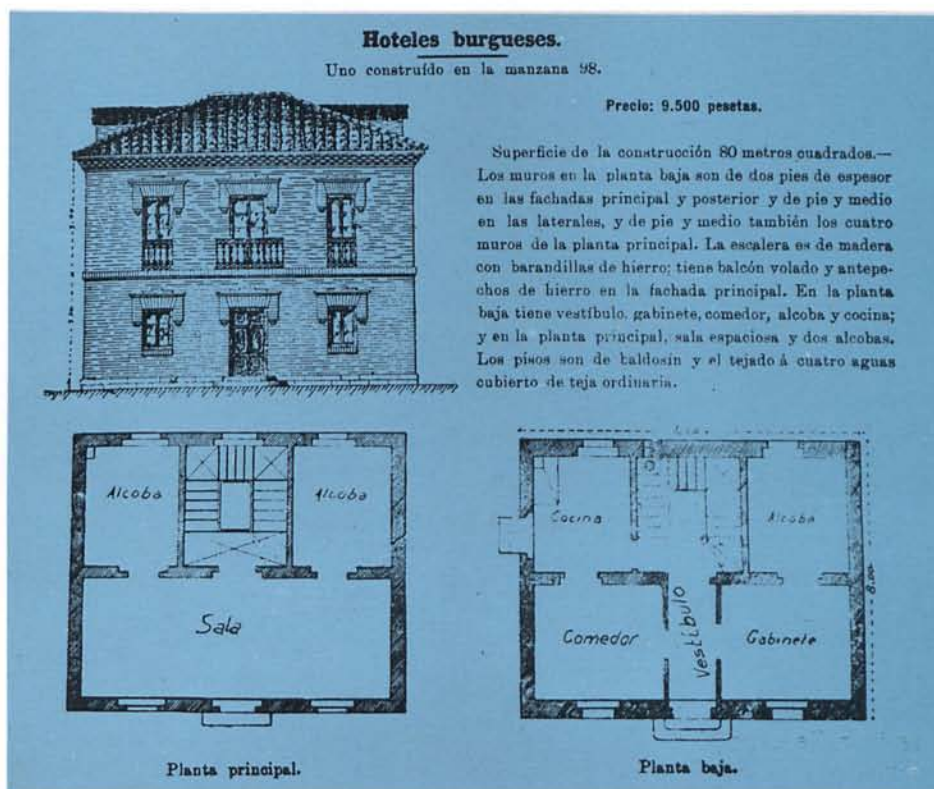 Hoteles burgueses.
Uno construído en la manzana 98.
Precio: 9.500 pesetas.
Superficie de la construcción 80 metros cuadrados.—
Los muros en la planta baja son de dos pies de espesor
en las fachadas principal y posterior y de pie y medio
en las laterales, y de pie y medio también los cuatro
muros de la planta principal. La escalera es de madera
con barandillas de hierro; tiene balcón volado y antepe-
chos de hierro en la fachada principal. En la planta
baja tiene vestíbulo, gabinete, comedor, alcoba y cocina;
y en la planta principal, sala espaciosa y dos alcobas.
Los pisos son de baldosín y el tejado á cuatro aguas
cubierto de teja ordinaria.
Alcoba
Alcoba
Sala
Planta principal.
Cocina
Alcoba
Comedor
Vestíbulo
Gabinete
8.00
Planta baja.